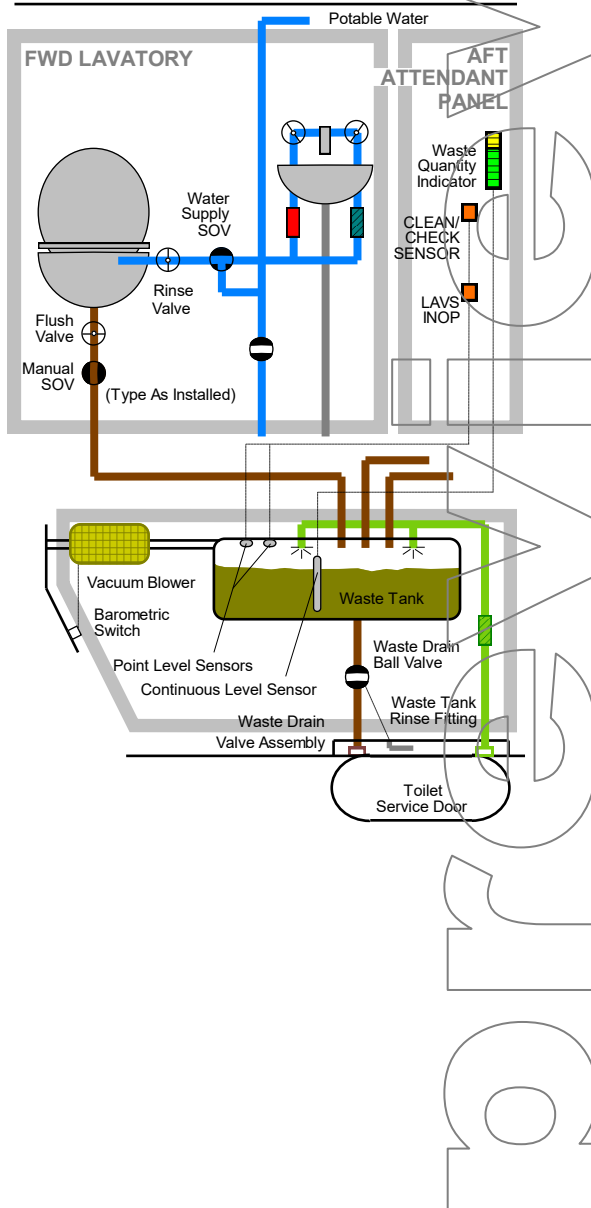 Potable Water
FWD LAVATORY
AFT
ATTENDANT
PANEL
Waste
Quantity
Indicator
Water
Supply
SOV
CLEAN/
CHECK
SENSOR
Rinse
Valve
LAVS
INOP
Flush
Valve
Manual
SOV
(Type As Installed)
Vacuum Blower
Waste Tank
Barometric
Switch
Point Level Sensors
Continuous Level Sensor
Waste Drain
Ball Valve
Waste Tank
Rinse Fitting
Waste Drain
Valve Assembly
Toilet
Service Door